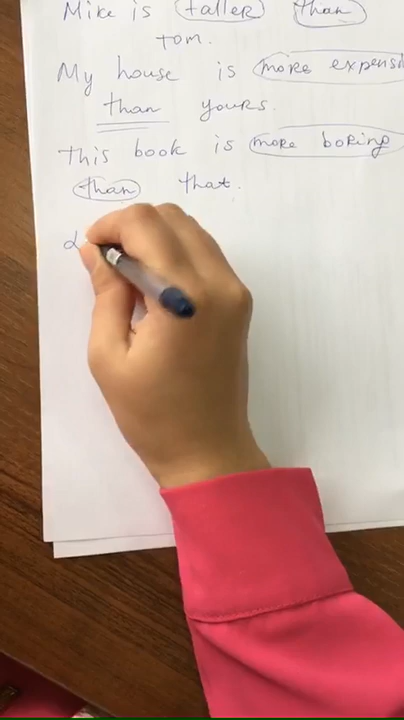 Mike is taller than
Tom.
My house is more expensi
than yours.
This book is more boring
than that.